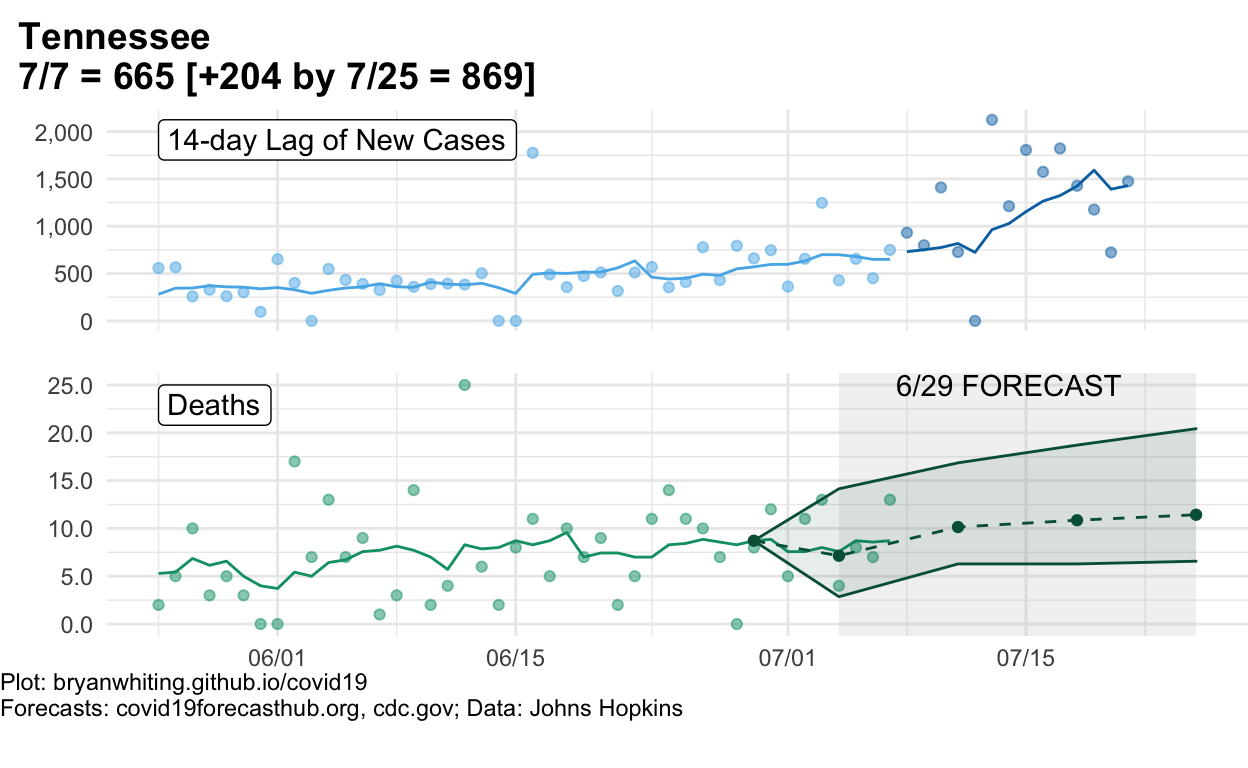 Tennessee
7/7 = 665 [+204 by 7/25 = 869]
14-day Lag of New Cases
2,000
1,500
1,000
500
0
Deaths
6/29 FORECAST
25.0
20.0
15.0
10.0
5.0
0.0
06/01 06/15 07/01 07/15
Plot: bryanwhiting.github.io/covid19
Forecasts: covid19forecasthub.org, cdc.gov; Data: Johns Hopkins